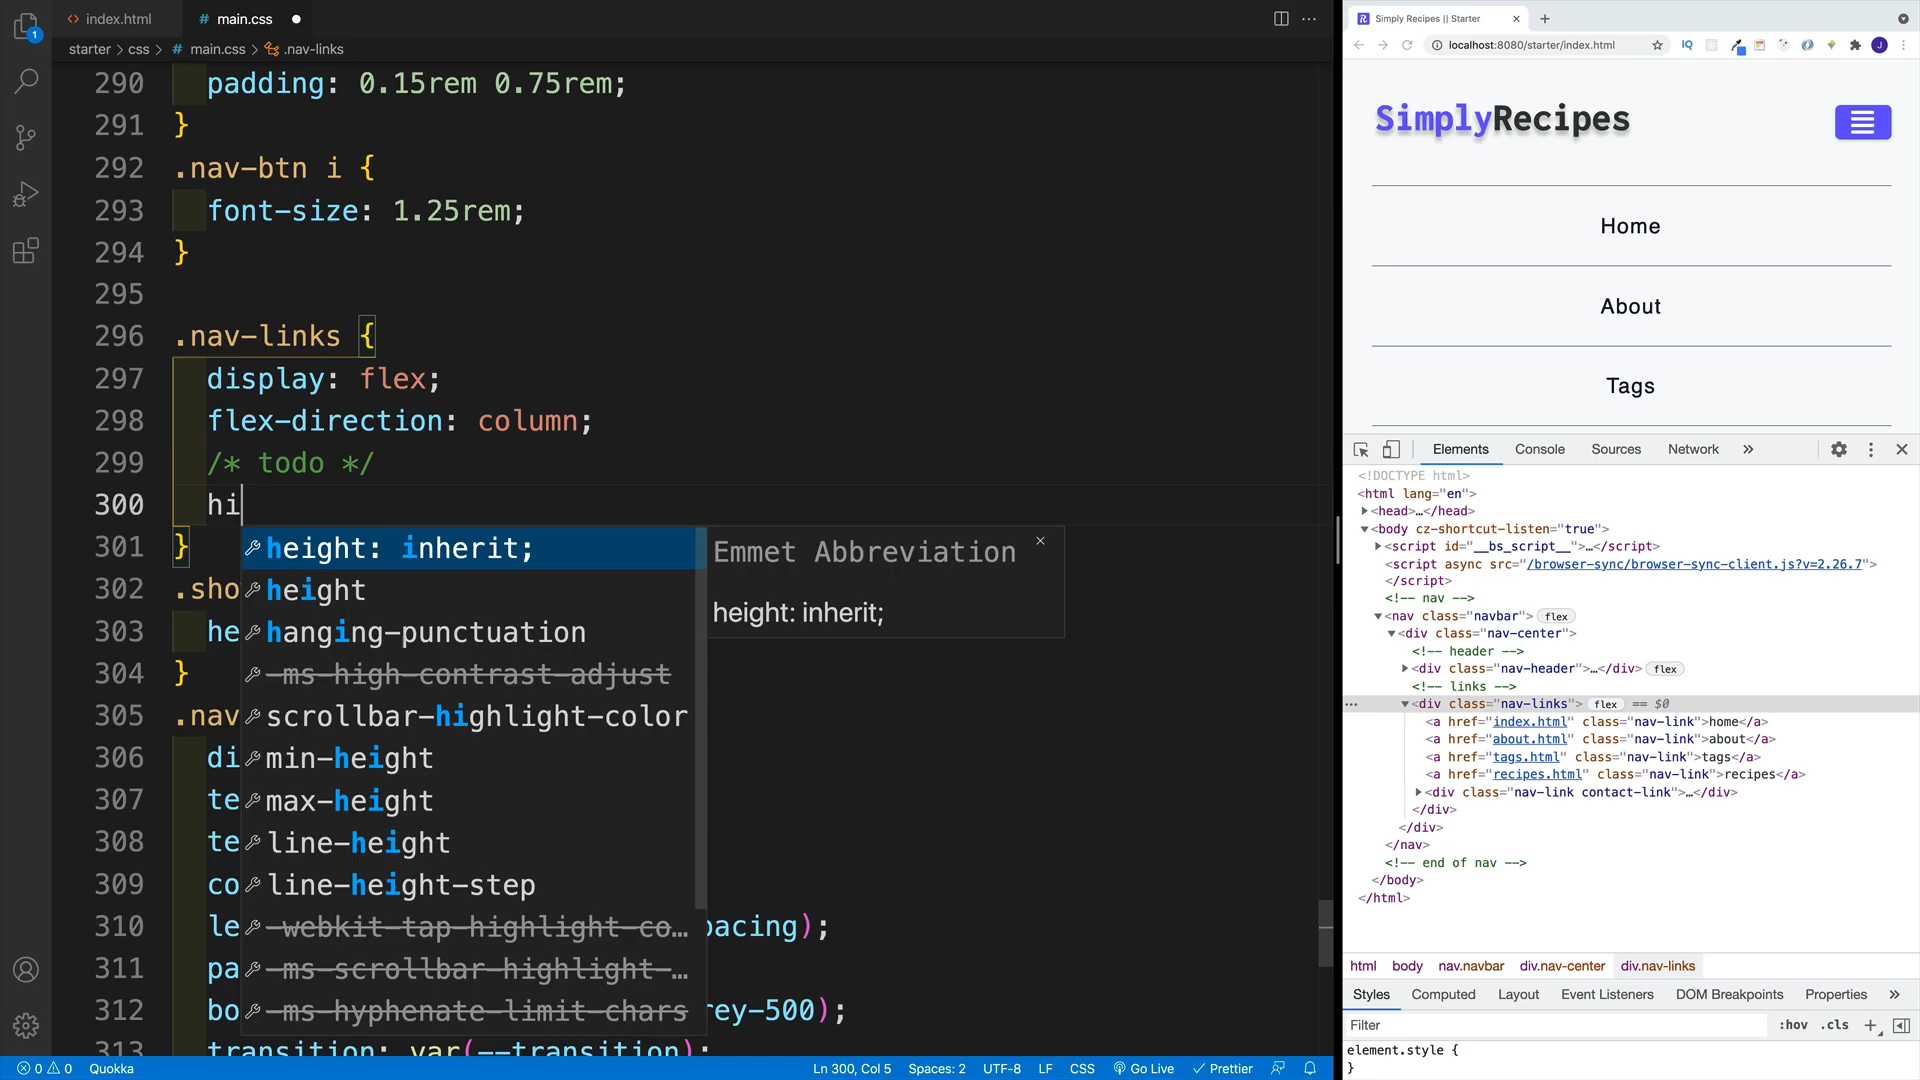 1
<> index.html
# main.css
starter > css > # main.css > .nav-links
290 padding: 0.15rem 0.75rem;
291 }
292 .nav-btn i {
293 font-size: 1.25rem;
294 }
295
296 .nav-links {
297 display: flex;
298 flex-direction: column;
299 /* todo */
300 hi
301 }
302 .sho
303 he
304 }
305 .nav
306 di
307 te
308 te
309 co
310 le pacing);
311 pa
312 bo rey-500);
313 transition: var(--transition);
height: inherit;
height
hanging-punctuation
-ms-high-contrast-adjust
scrollbar-highlight-color
min-height
max-height
line-height
line-height-step
-webkit-tap-highlight-co...
-ms-scrollbar-highlight-...
-ms-hyphenate-limit-chars
Emmet Abbreviation ×
height: inherit;
0 0 Quokka Ln 300, Col 5 Spaces: 2 UTF-8 LF CSS Go Live Prettier
Simply Recipes || Starter
localhost:8080/starter/index.html
IQ J
SimplyRecipes
Home
About
Tags
Elements Console Sources Network »
<!DOCTYPE html>
<html lang="en">
<head>…</head>
<body cz-shortcut-listen="true">
<script id="__bs_script__">…</script>
<script async src="/browser-sync/browser-sync-client.js?v=2.26.7">
</script>
<!-- nav -->
<nav class="navbar"> flex
<div class="nav-center">
<!-- header -->
<div class="nav-header">…</div> flex
<!-- links -->
<div class="nav-links"> flex == $0
<a href="index.html" class="nav-link">home</a>
<a href="about.html" class="nav-link">about</a>
<a href="tags.html" class="nav-link">tags</a>
<a href="recipes.html" class="nav-link">recipes</a>
<div class="nav-link contact-link">…</div>
</div>
</div>
</nav>
<!-- end of nav -->
</body>
</html>
html body nav.navbar div.nav-center div.nav-links
Styles Computed Layout Event Listeners DOM Breakpoints Properties »
Filter :hov .cls +
element.style {
}